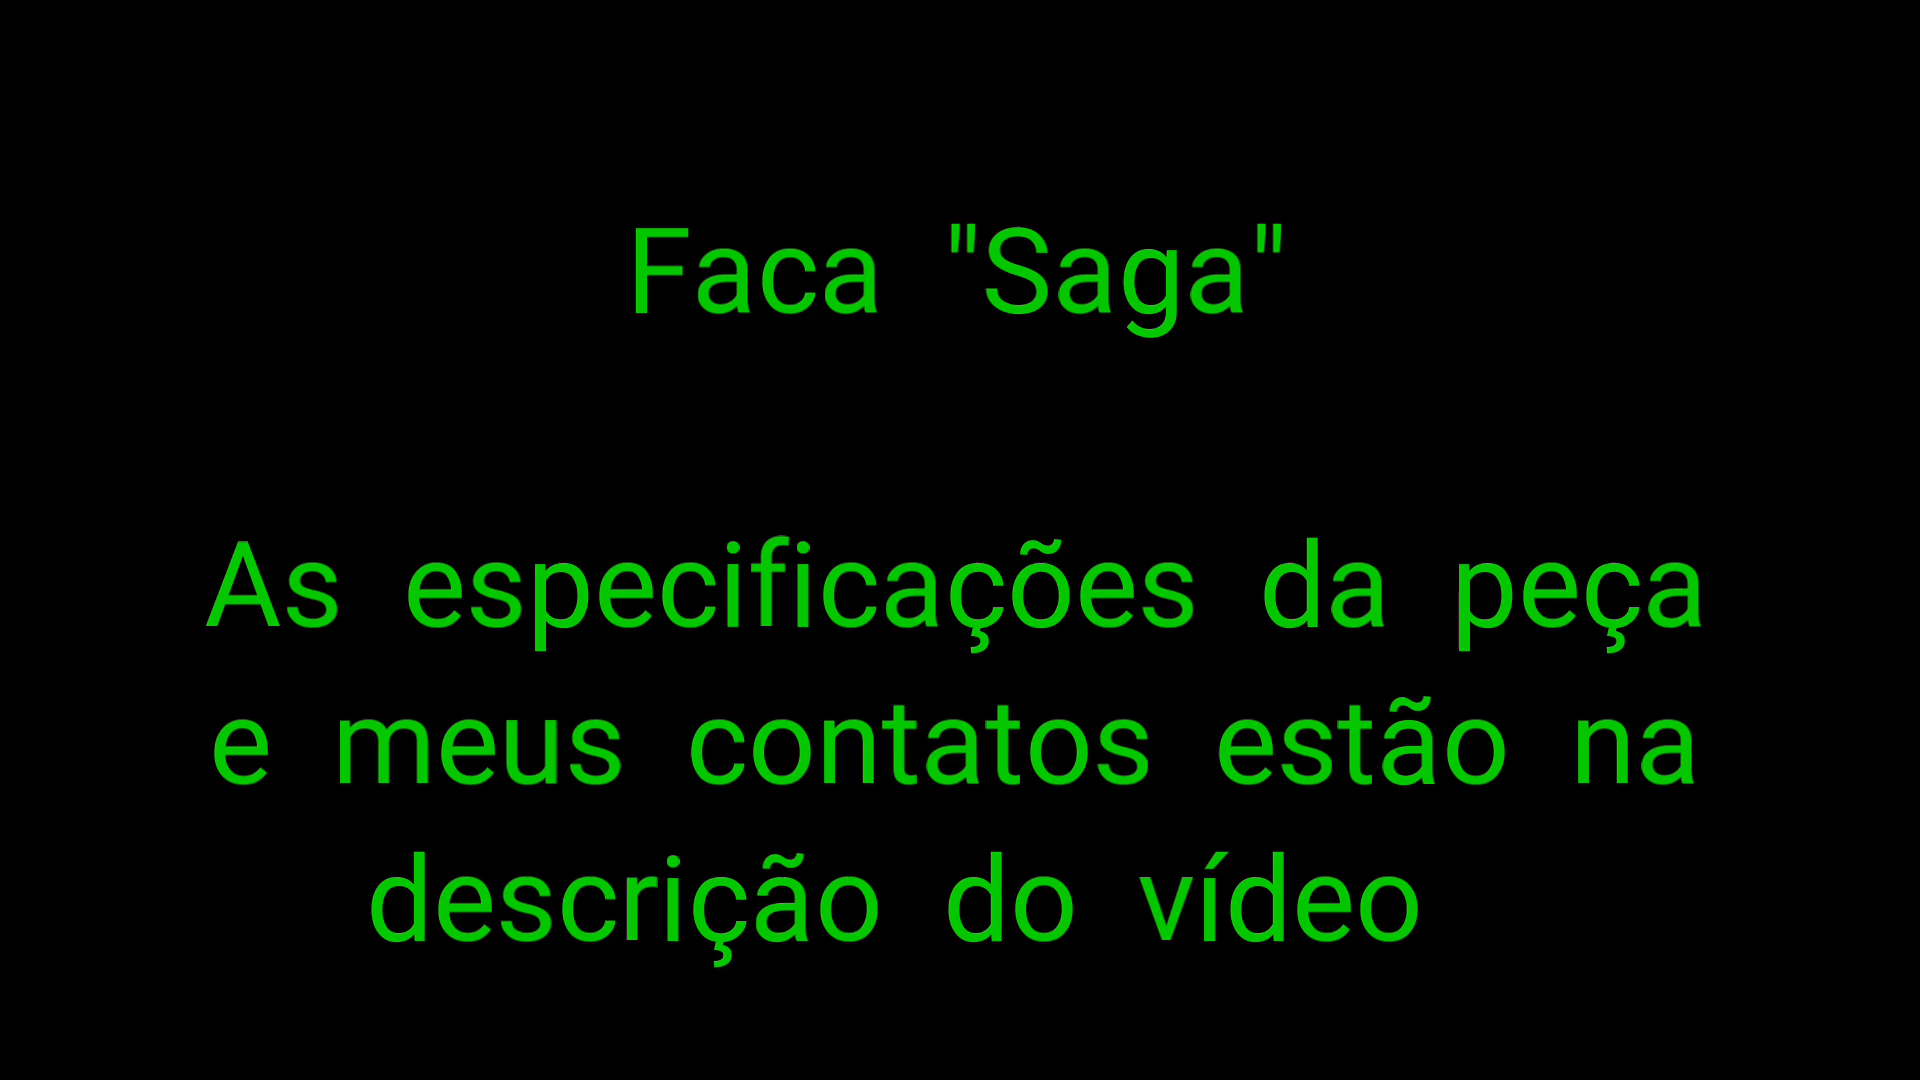 Faca "Saga"
As especificações da peça
e meus contatos estão na
descrição do vídeo